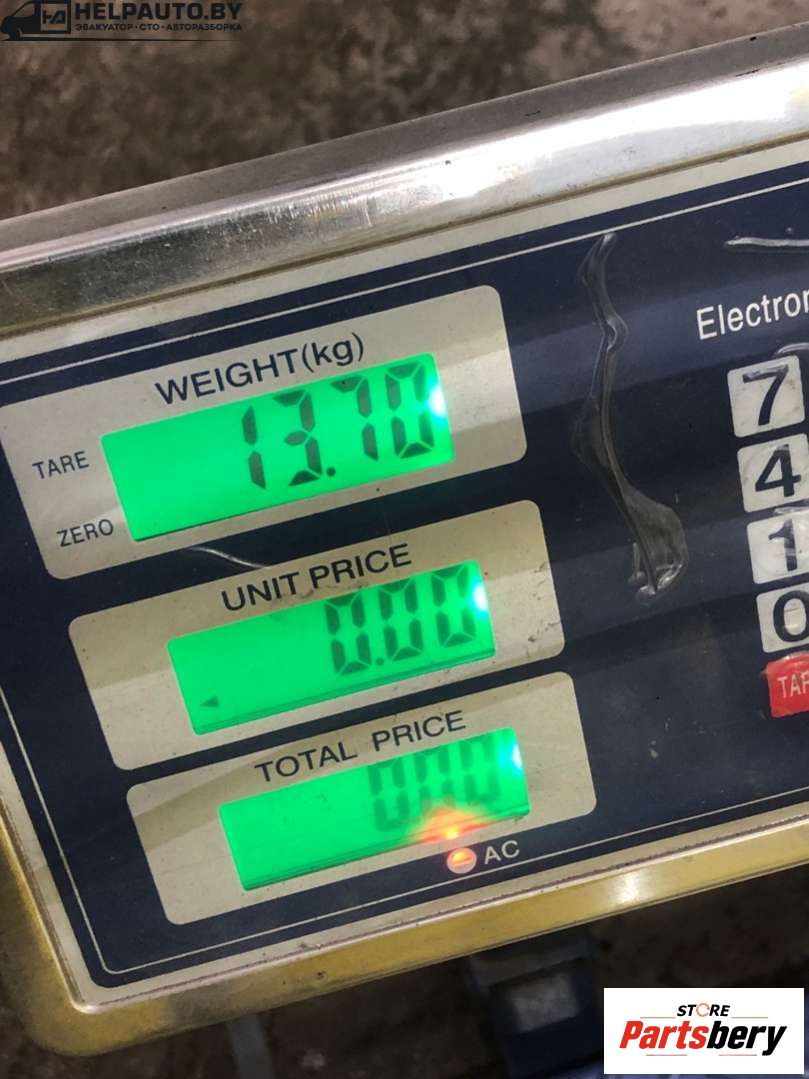 HELPAUTO.BY
ЭВАКУАТОР • СТО • АВТОРАЗБОРКА
WEIGHT(kg)
TARE
13.70
ZERO
UNIT PRICE
0.00
TOTAL PRICE
0.00
AC
7
4
1
0
STORE
Partsbery